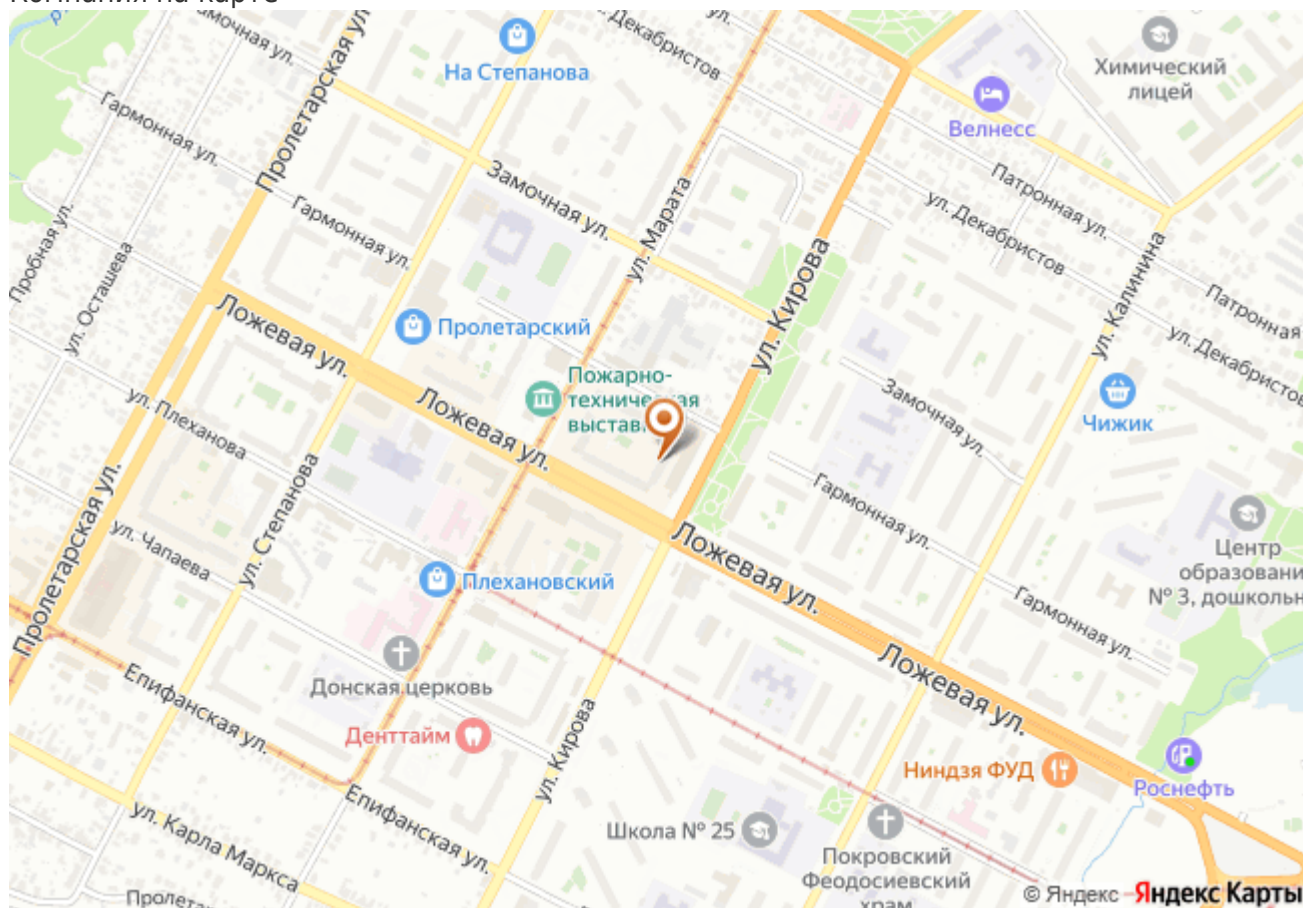 Компания на карте
На Степанова
Химический
лицей
Велнесс
ул. Декабристов
Гармонная ул.
Пролетарская ул.
Замочная ул.
ул. Марата
Патронная ул.
ул. Декабристов
Гармонная ул.
Пробная ул.
ул. Осташева
ул. Кирова
ул. Калинина
Патронная
ул. Декабристов
Ложевая ул.
Пролетарский
Пожарно-
техническая
Ложевая ул.
Замочная ул.
Чижик
ул. Плеханова
ул. Степанова
Пролетарская ул.
ул. Чапаева
Гармонная ул.
Ложевая ул.
Центр
Плехановский
№ 3, дошкольн
Гармонная ул.
Донская церковь
Ложевая ул.
Епифанская ул.
Денттайм
ул. Кирова
Ниндзя ФУД
Роснефть
Епифанская ул.
ул. Карла Маркса
Школа № 25
Покровский
Феодосиевский
храм
© Яндекс Яндекс Карты